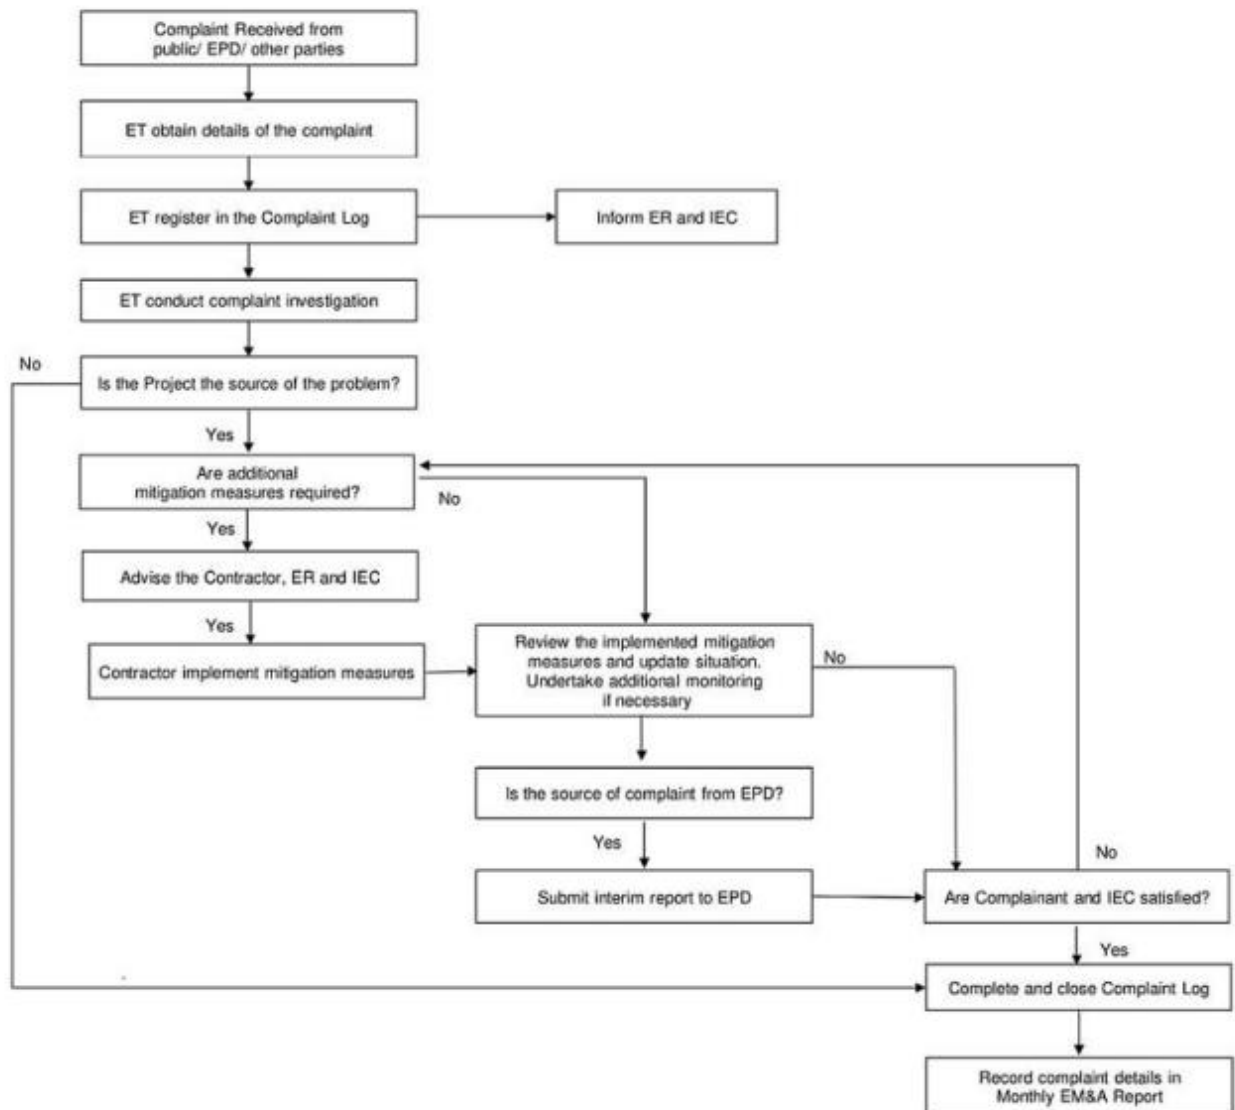 Complaint Received from
public/ EPD/ other parties
ET obtain details of the complaint
ET register in the Complaint Log
Inform ER and IEC
ET conduct complaint investigation
No
Is the Project the source of the problem?
Yes
Are additional
mitigation measures required?
No
Yes
Advise the Contractor, ER and IEC
Yes
Contractor implement mitigation measures
Review the implemented mitigation
measures and update situation.
Undertake additional monitoring
if necessary
No
Is the source of complaint from EPD?
Yes
Submit interim report to EPD
No
Are Complainant and IEC satisfied?
Yes
Complete and close Complaint Log
Record complaint details in
Monthly EM&A Report